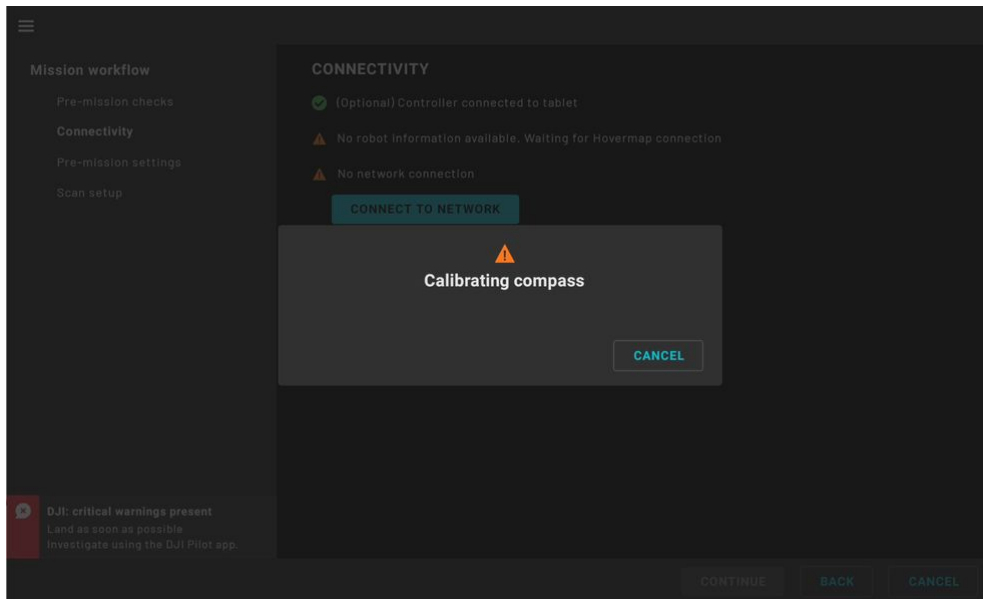 Mission workflow
Pre-mission checks
Connectivity
Pre-mission settings
Scan setup
CONNECTIVITY
(Optional) Controller connected to tablet
No robot information available. Waiting for Hovermap connection
No network connection
CONNECT TO NETWORK
Calibrating compass
CANCEL
DJI: critical warnings present
Land as soon as possible
Investigate using the DJI Pilot app.
CONTINUE
BACK
CANCEL